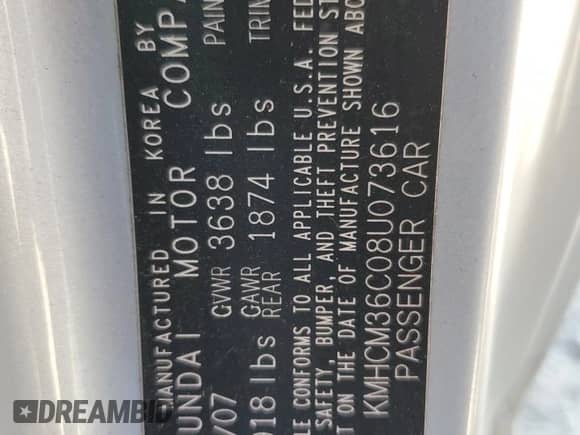 MANUFACTURED IN KOREA BY
UNDAI MOTOR COMPA
/07 GVWR 3638 lbs PAIN
918 lbs GAWR REAR 1874 lbs TRIM
LE CONFORMS TO ALL APPLICABLE U.S.A. FED
SAFETY, BUMPER, AND THEFT PREVENTION ST
T ON THE DATE OF MANUFACTURE SHOWN ABO
KMHCM36C08U073616
PASSENGER CAR
DREAMBID